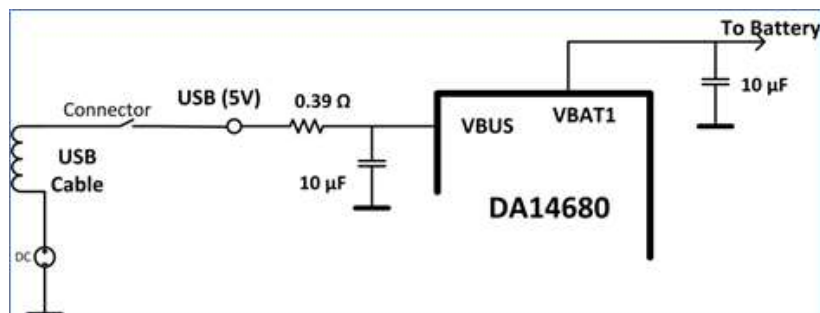 To Battery
USB (5V)
0.39 Ω
10 µF
Connector
VBUS
VBAT1
USB
Cable
10 µF
DA14680
DC